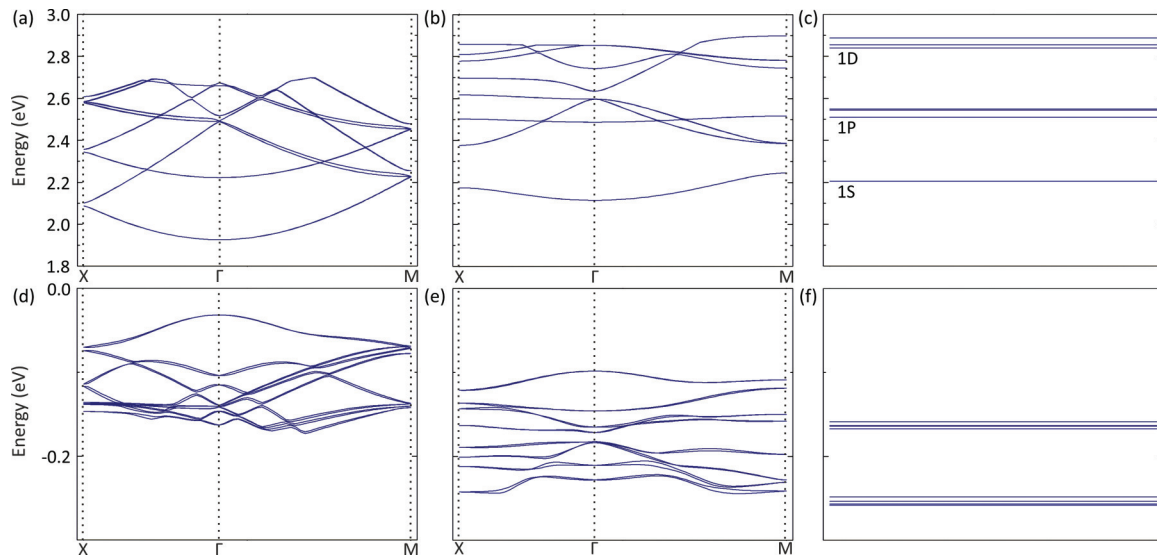 (a) (b) (c)
3.0
2.8
2.6
2.4
2.2
2.0
1.8
Energy (eV)
1D
1P
1S
X Γ M X Γ M
(d) (e) (f)
0.0
-0.2
Energy (eV)
X Γ M X Γ M